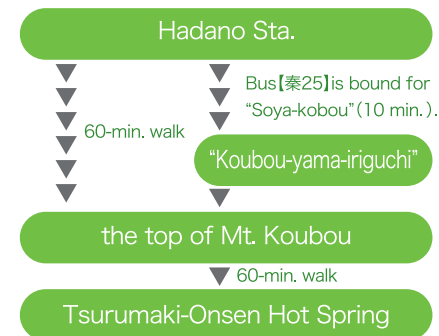 Hadano Sta.
Bus【秦25】is bound for
“Soya-kobou”(10 min.).
60-min. walk
“Koubou-yama-iriguchi”
the top of Mt. Koubou
60-min. walk
Tsurumaki-Onsen Hot Spring